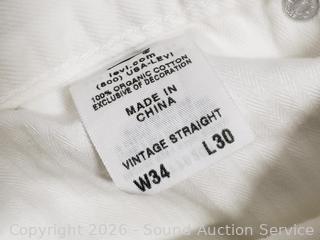 levi.com
(800) USA-LEVI
100% ORGANIC COTTON
EXCLUSIVE OF DECORATION
MADE IN
CHINA
VINTAGE STRAIGHT
W34 L30
Copyright © 2026 - Sound Auction Service